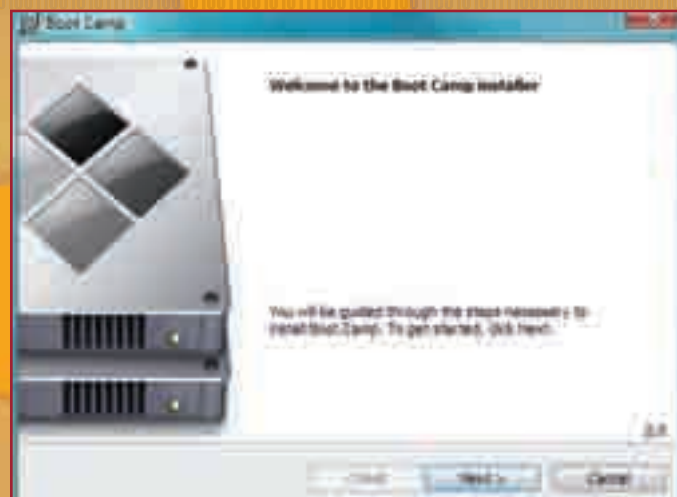 Boot Camp
Welcome to the Boot Camp Installer
You will be guided through the steps necessary to
install Boot Camp. To get started, click Next.
< Back
Next >
Cancel